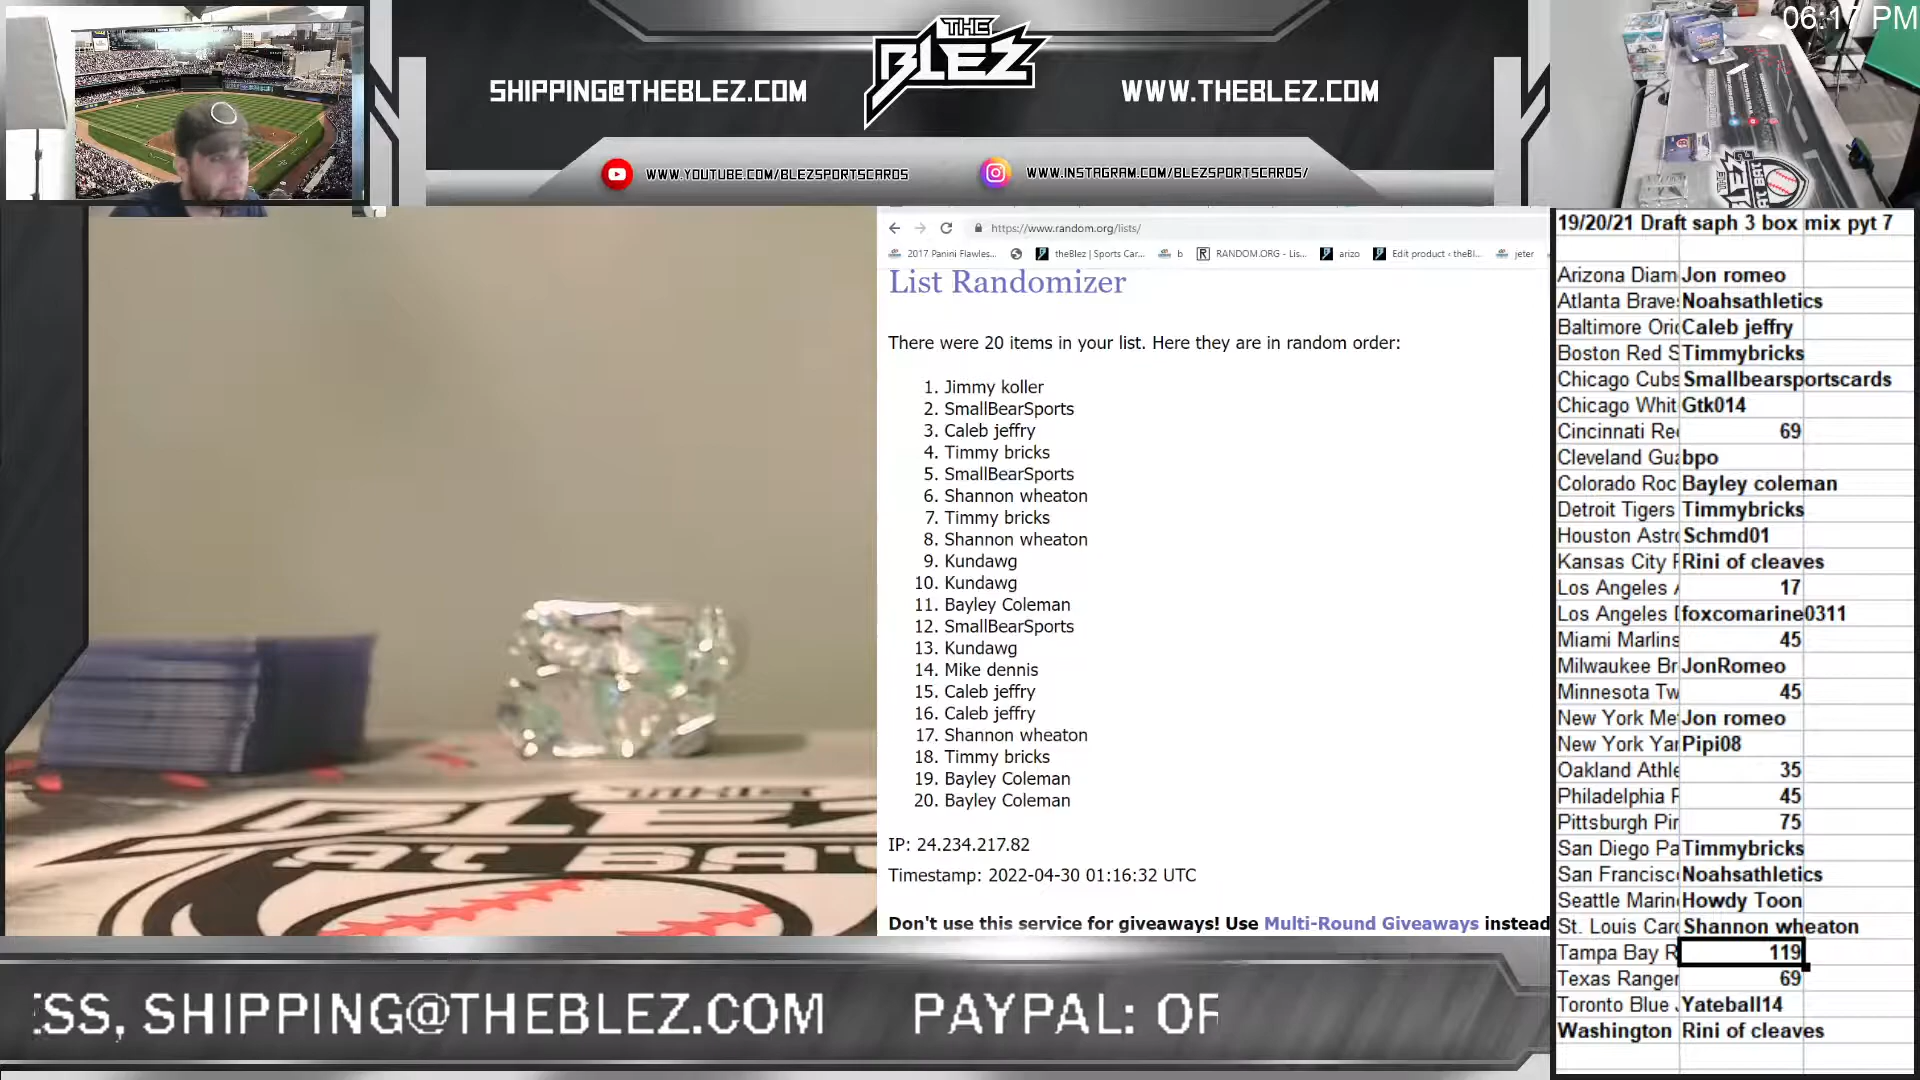 06:17 PM
THE
BLEZ
SHIPPING@THEBLEZ.COM
WWW.THEBLEZ.COM
WWW.YOUTUBE.COM/BLEZSPORTSCARDS
WWW.INSTAGRAM.COM/BLEZSPORTSCARDS/
https://www.random.org/lists/
2017 Panini Flawles...
theBlez | Sports Car...
b
RANDOM.ORG - Lis...
arizo
Edit product ‹ theBl...
jeter
List Randomizer
There were 20 items in your list. Here they are in random order:
1. Jimmy koller
2. SmallBearSports
3. Caleb jeffry
4. Timmy bricks
5. SmallBearSports
6. Shannon wheaton
7. Timmy bricks
8. Shannon wheaton
9. Kundawg
10. Kundawg
11. Bayley Coleman
12. SmallBearSports
13. Kundawg
14. Mike dennis
15. Caleb jeffry
16. Caleb jeffry
17. Shannon wheaton
18. Timmy bricks
19. Bayley Coleman
20. Bayley Coleman
IP: 24.234.217.82
Timestamp: 2022-04-30 01:16:32 UTC
Don't use this service for giveaways! Use Multi-Round Giveaways instead
19/20/21 Draft saph 3 box mix pyt 7
Arizona Diam Jon romeo
Atlanta Brave Noahsathletics
Baltimore Ori Caleb jeffry
Boston Red S Timmybricks
Chicago Cubs Smallbearsportscards
Chicago Whit Gtk014
Cincinnati Re 69
Cleveland Gua bpo
Colorado Roc Bayley coleman
Detroit Tigers Timmybricks
Houston Astr Schmd01
Kansas City Rini of cleaves
Los Angeles 17
Los Angeles foxcomarine0311
Miami Marlins 45
Milwaukee Br JonRomeo
Minnesota Tw 45
New York Me Jon romeo
New York Yan Pipi08
Oakland Athle 35
Philadelphia 45
Pittsburgh Pir 75
San Diego Pa Timmybricks
San Francisc Noahsathletics
Seattle Marin Howdy Toon
St. Louis Car Shannon wheaton
Tampa Bay R 119
Texas Ranger 69
Toronto Blue Yateball14
Washington Rini of cleaves
THE
BLEZ
AT BAT
ESS, SHIPPING@THEBLEZ.COM PAYPAL: OR